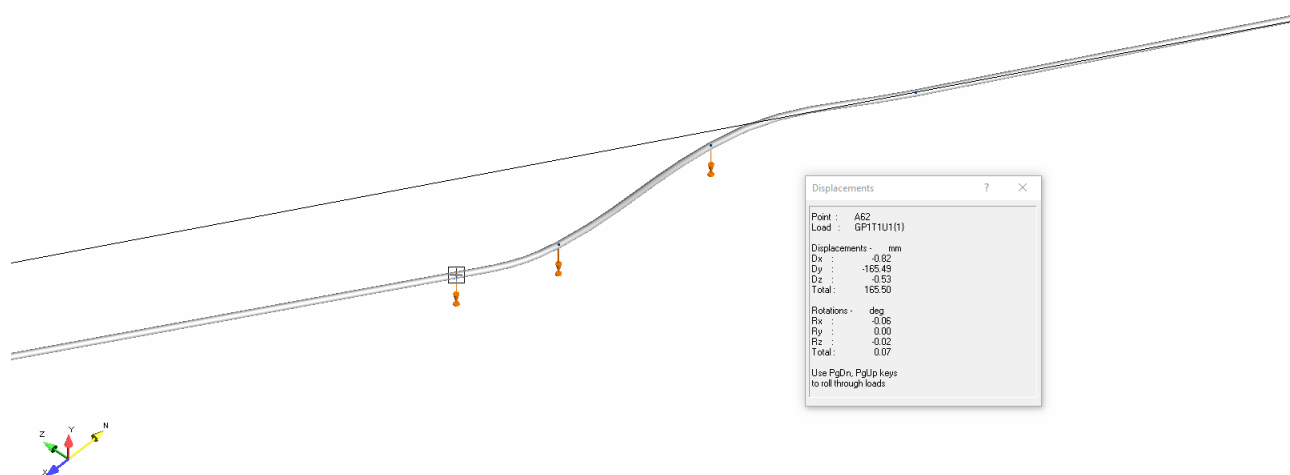 Displacements ? ×
Point : A62
Load : GP1T1U1(1)
Displacements - mm
Dx : -0.82
Dy : -165.49
Dz : -0.53
Total : 165.50
Rotations - deg
Rx : -0.06
Ry : 0.00
Rz : -0.02
Total : 0.07
Use PgDn, PgUp keys
to roll through loads
Z Y N
X